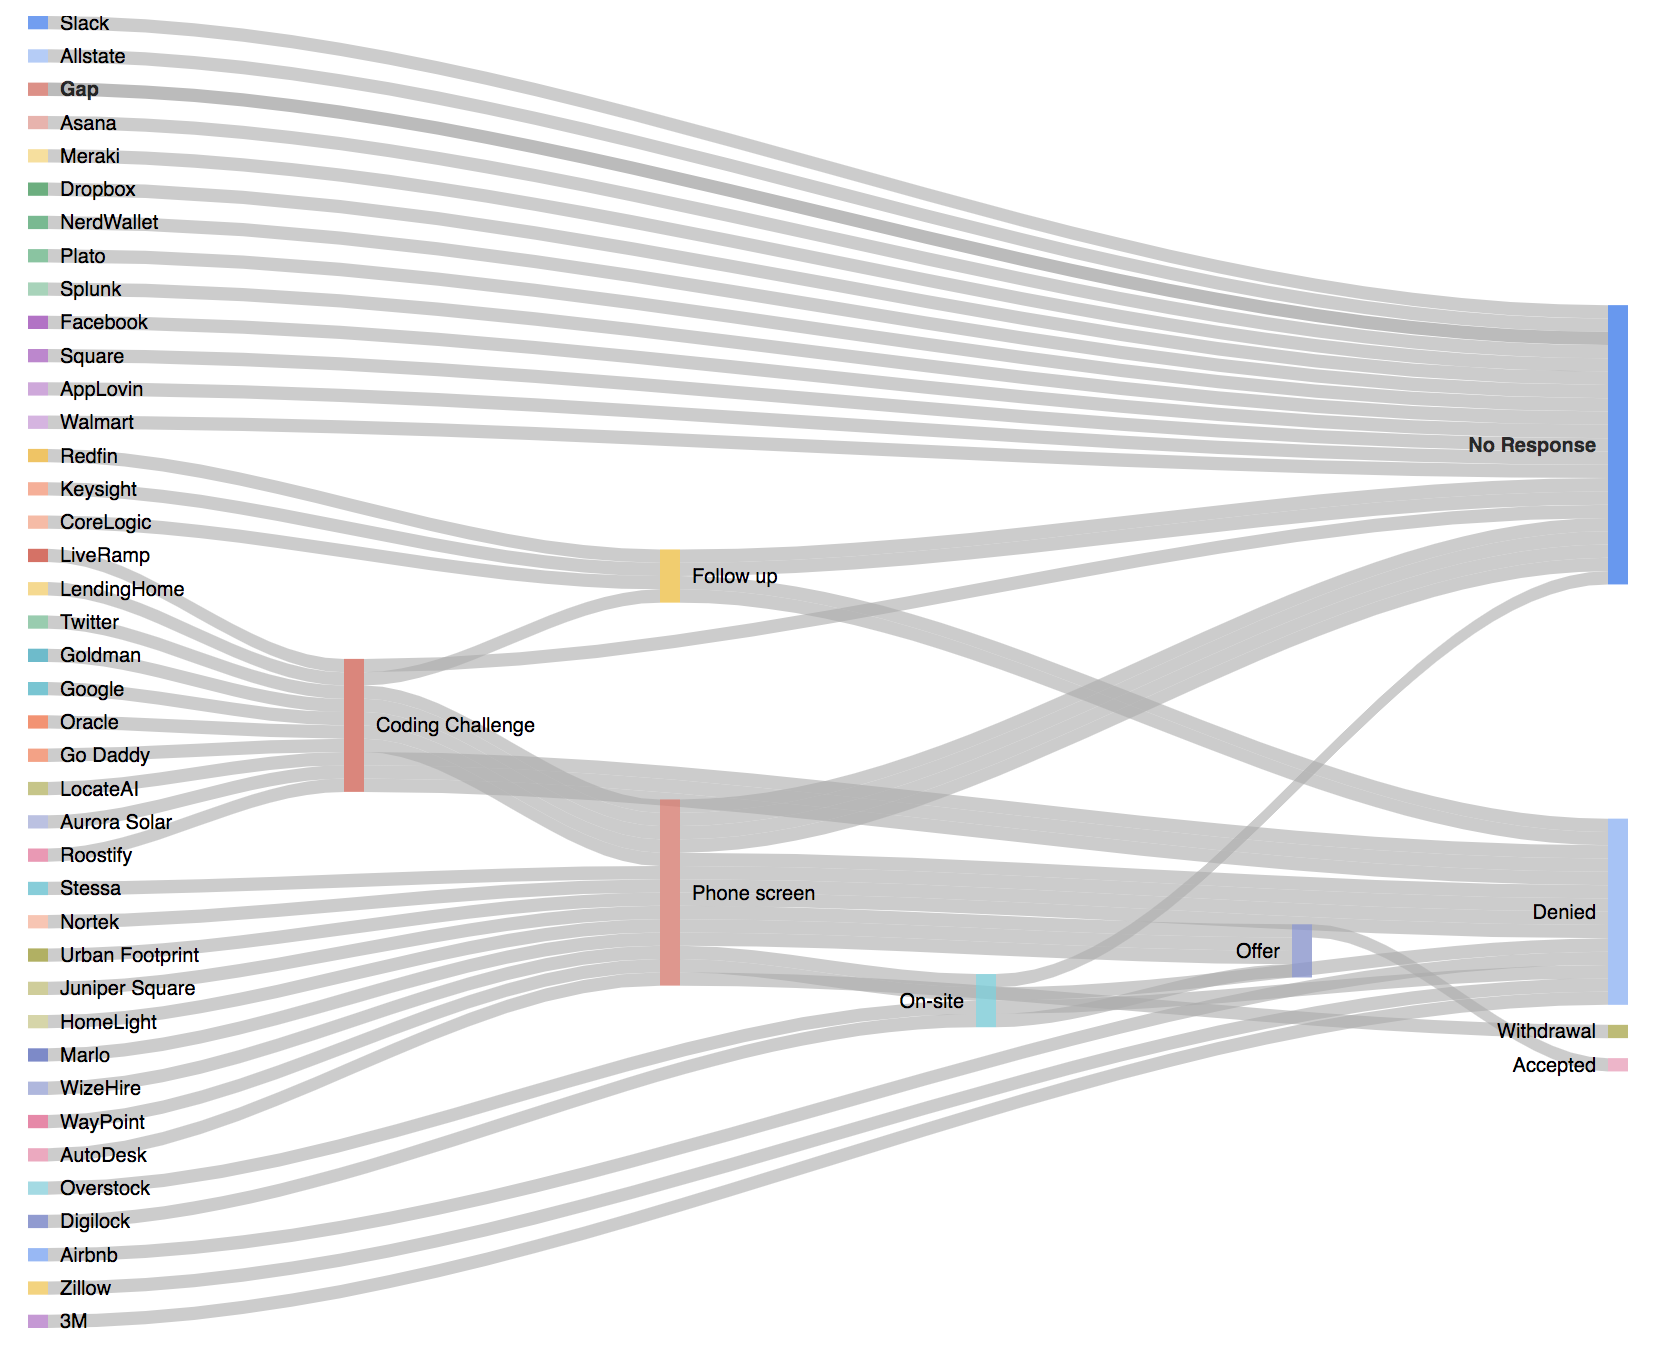 Slack
Allstate
Gap
Asana
Meraki
Dropbox
NerdWallet
Plato
Splunk
Facebook
Square
AppLovin
Walmart
Redfin
Keysight
CoreLogic
LiveRamp
LendingHome
Twitter
Goldman
Google
Oracle
Go Daddy
LocateAI
Aurora Solar
Roostify
Stessa
Nortek
Urban Footprint
Juniper Square
HomeLight
Marlo
WizeHire
WayPoint
AutoDesk
Overstock
Digilock
Airbnb
Zillow
3M
Coding Challenge
Follow up
Phone screen
On-site
Offer
No Response
Denied
Withdrawal
Accepted